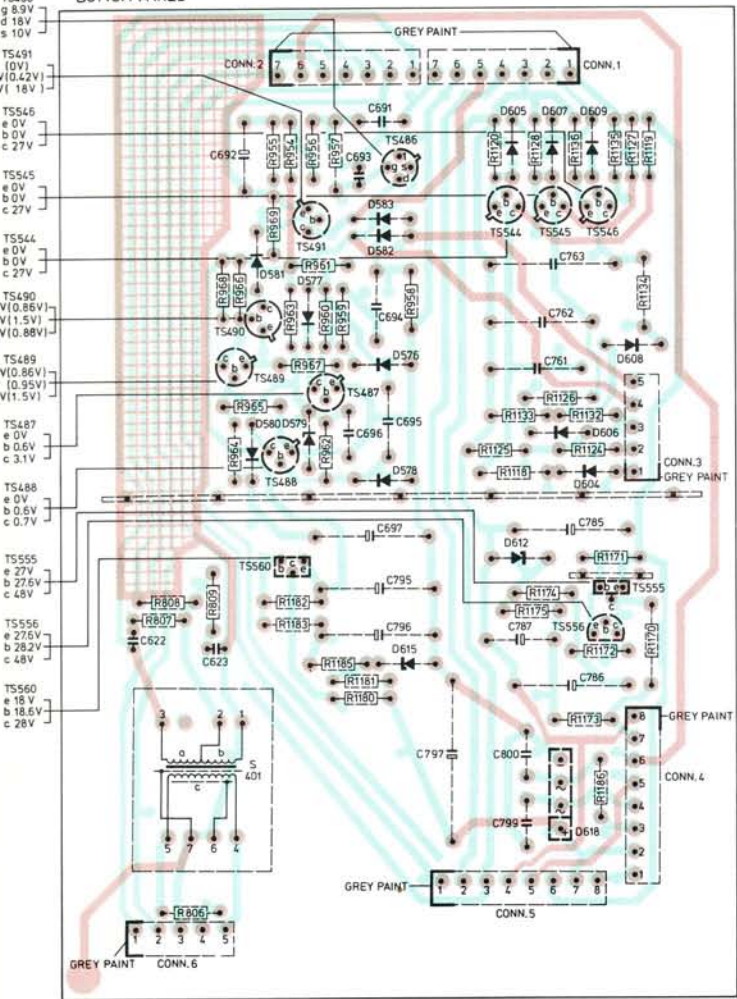 g 8.9V
d 18V
s 10V
TS491
(0V)
V(0.42V)
V( 18V)
TS546
e 0V
b 0V
c 27V
TS545
e 0V
b 0V
c 27V
TS544
e 0V
b 0V
c 27V
TS490
V(0.86V)
V(1.5V)
V(0.88V)
TS489
V(0.86V)
(0.95V)
V(1.5V)
TS487
e 0V
b 0.6V
c 3.1V
TS488
e 0V
b 0.6V
c 0.7V
TS555
e 27V
b 27.6V
c 48V
TS556
e 27.6V
b 28.2V
c 48V
TS560
e 18V
b 18.6V
c 28V
GREY PAINT
CONN.2
7 6 5 4 3 2 1
7 6 5 4 3 2 1
CONN.1
C691
D605 D607 D609
C692
R955
R954
R956
R957
C693
TS486
g s
d
R1120
R1128
R1136
R1135
R1127
R1119
R969
e b c
TS491
D583
D582
e b c
TS544
e b c
TS545
e b c
TS546
C763
R968
R966
D581
R961
D577
R963
R960
R959
C694
R958
R1134
C762
b c e
TS490
D608
c e b
TS489
R967
D576
C761
c e b
TS487
R1126
5
4
3
2
1
R965
R1133
R1132
C695
C696
D606
R964
D580
D579
R962
e c b
TS488
R1125
R1124
CONN.3
GREY PAINT
D578
R1118
D604
C697
C785
D612
R1171
TS560
b c e
C795
b e
TS555
c
R808
R809
R1182
R1174
R807
R1183
R1175
C622
C796
C787
TS556
e b c
R1170
C623
R1185
D615
R1172
R1181
R1180
C786
3 2 1
R1173
8
GREY PAINT
7
6
5
4
3
2
1
CONN.4
a b
c
S
401
C797
C800
R1186
C799
~
~
+
D618
5 7 6 4
GREY PAINT
1 2 3 4 5 6 7 8
CONN.5
R806
1 2 3 4 5
GREY PAINT
CONN.6